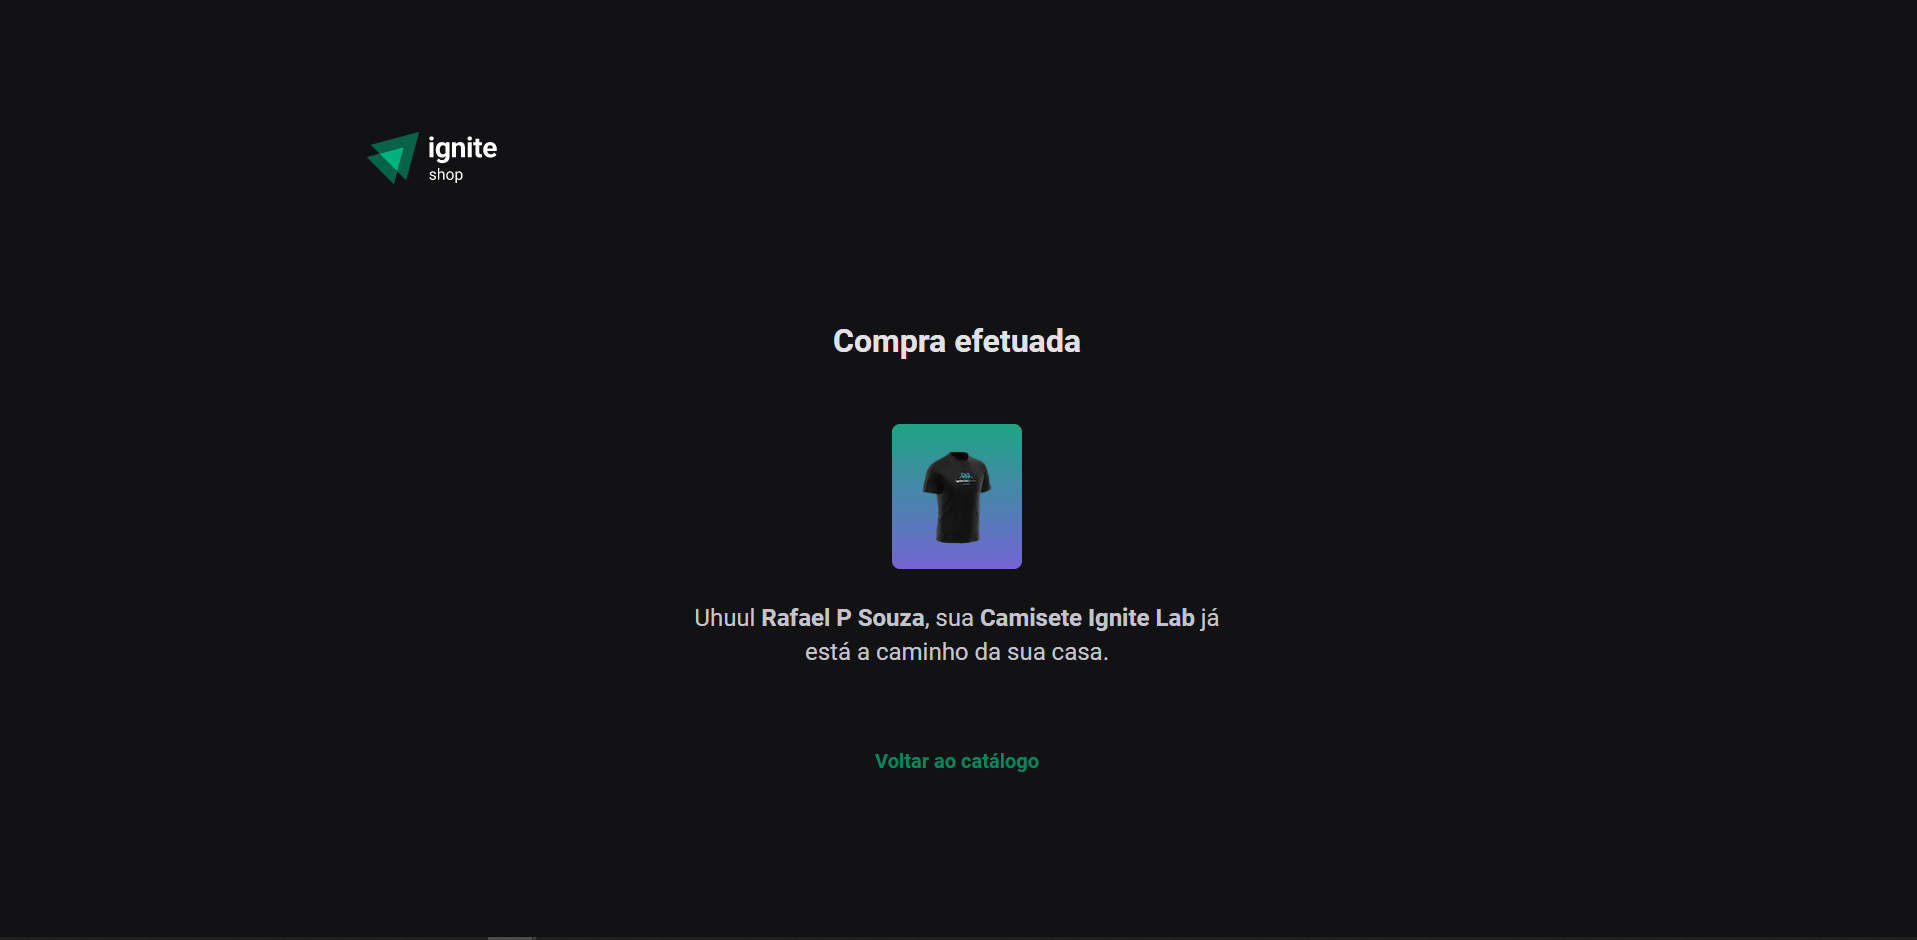 ignite
shop
Compra efetuada
Uhuul Rafael P Souza, sua Camisete Ignite Lab já
está a caminho da sua casa.
Voltar ao catálogo